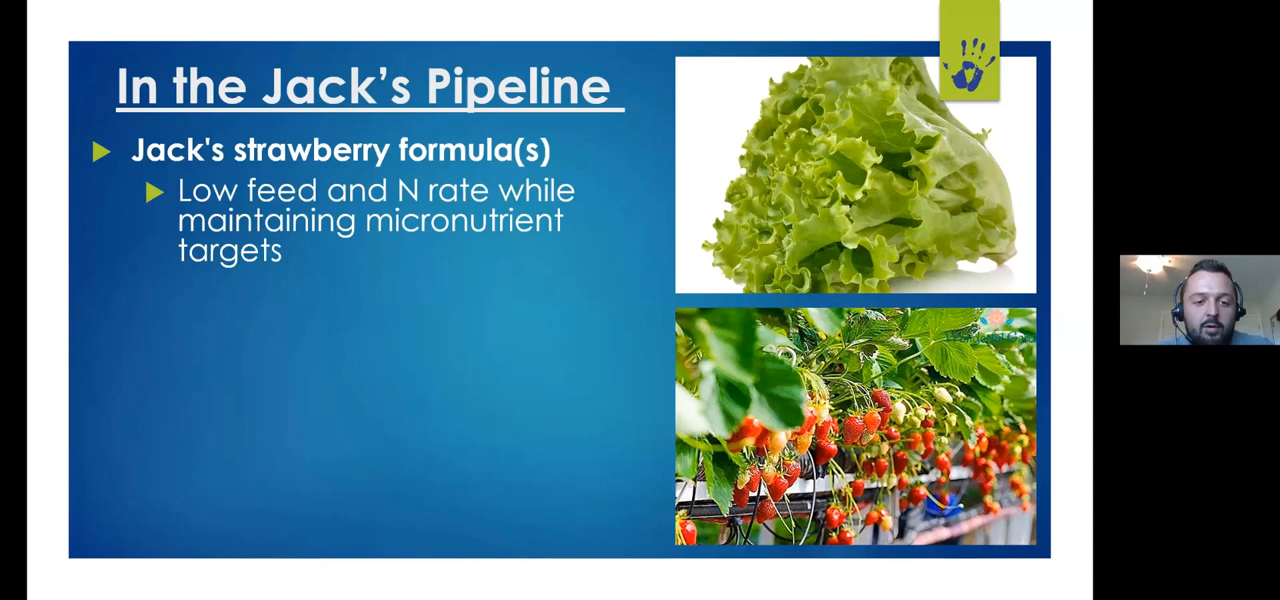 In the Jack's Pipeline
Jack's strawberry formula(s)
Low feed and N rate while
maintaining micronutrient
targets